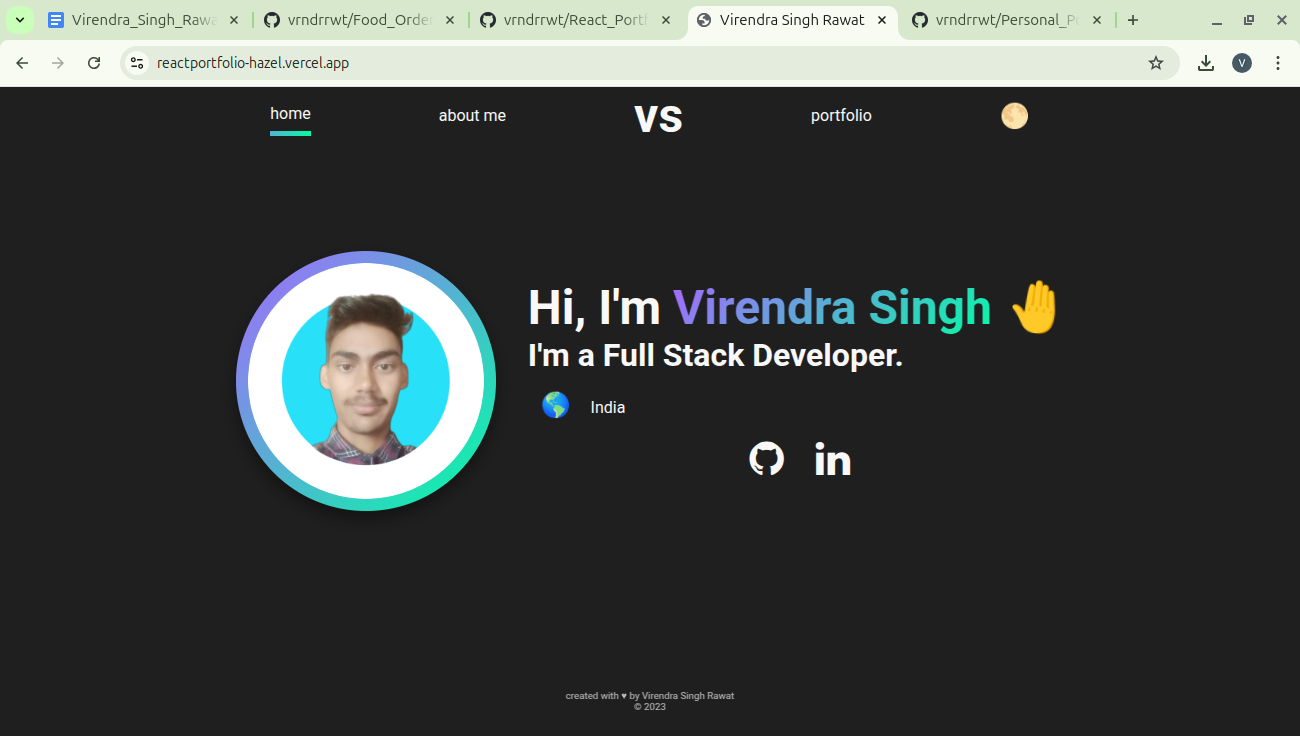 Virendra_Singh_Rawa
vrndrrwt/Food_Orde
vrndrrwt/React_Portf
Virendra Singh Rawat
vrndrrwt/Personal_Po
reactportfolio-hazel.vercel.app
V
home
about me
VS
portfolio
Hi, I'm Virendra Singh 🤚
I'm a Full Stack Developer.
🌎 India
in
created with ♥ by Virendra Singh Rawat
© 2023